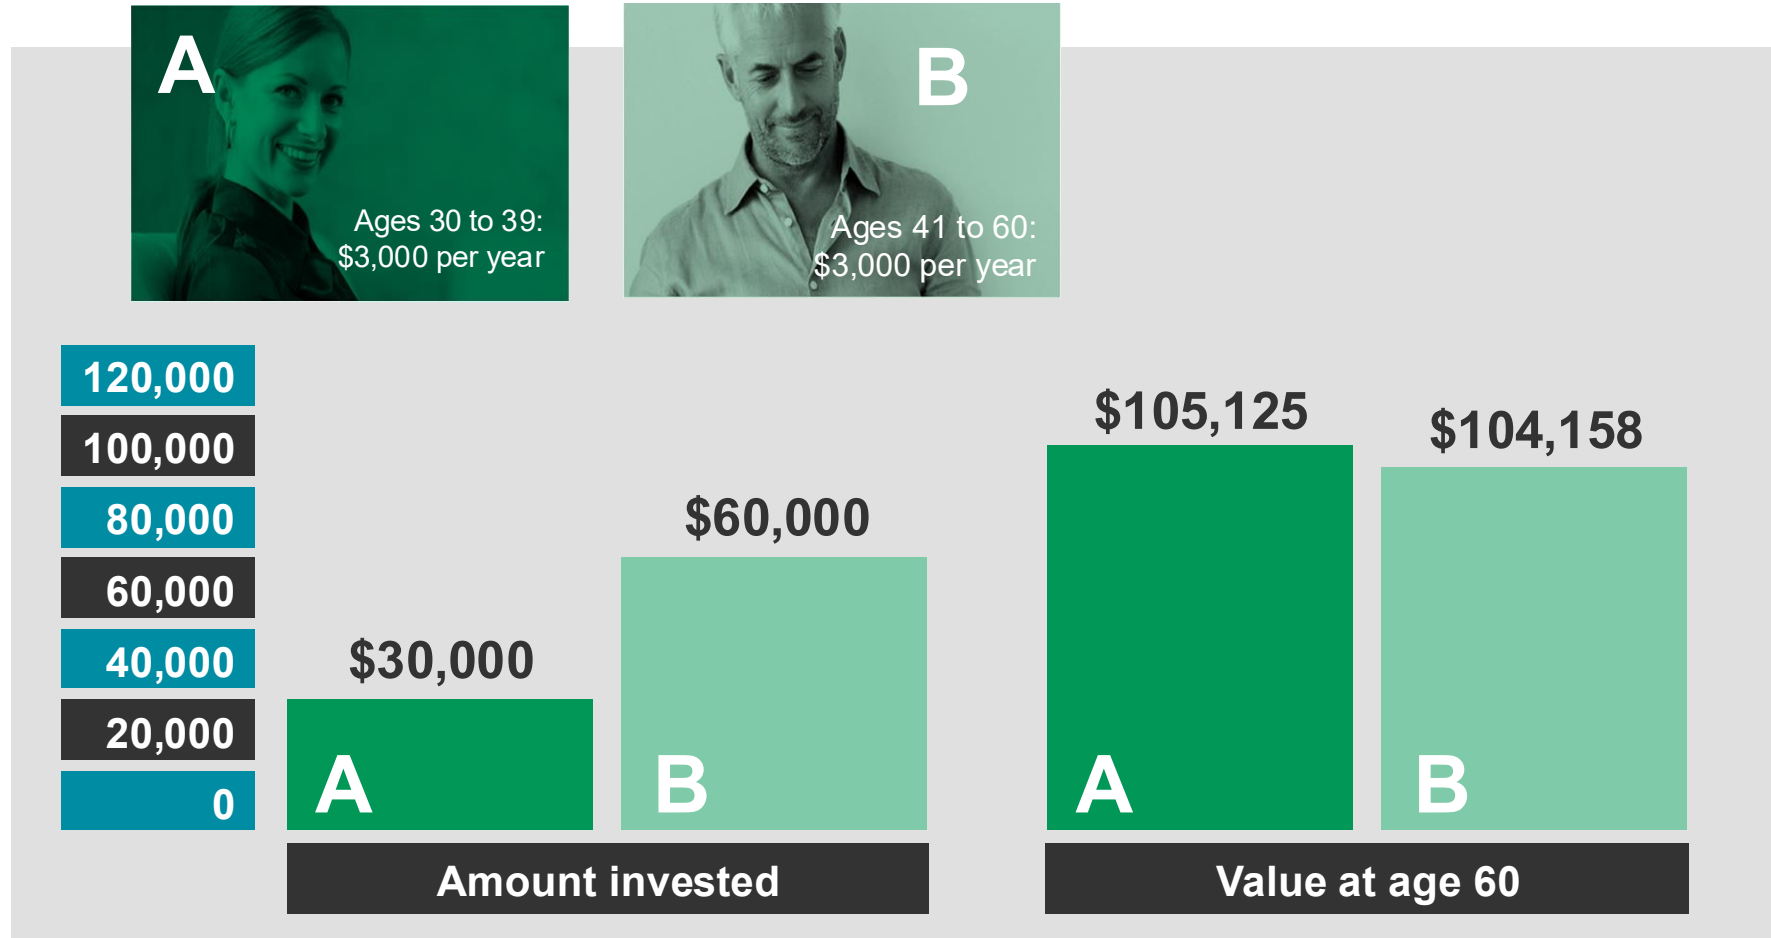 A
Ages 30 to 39:
$3,000 per year
B
Ages 41 to 60:
$3,000 per year
120,000
100,000
80,000
60,000
40,000
20,000
0
$30,000
A
$60,000
B
Amount invested
$105,125
A
$104,158
B
Value at age 60